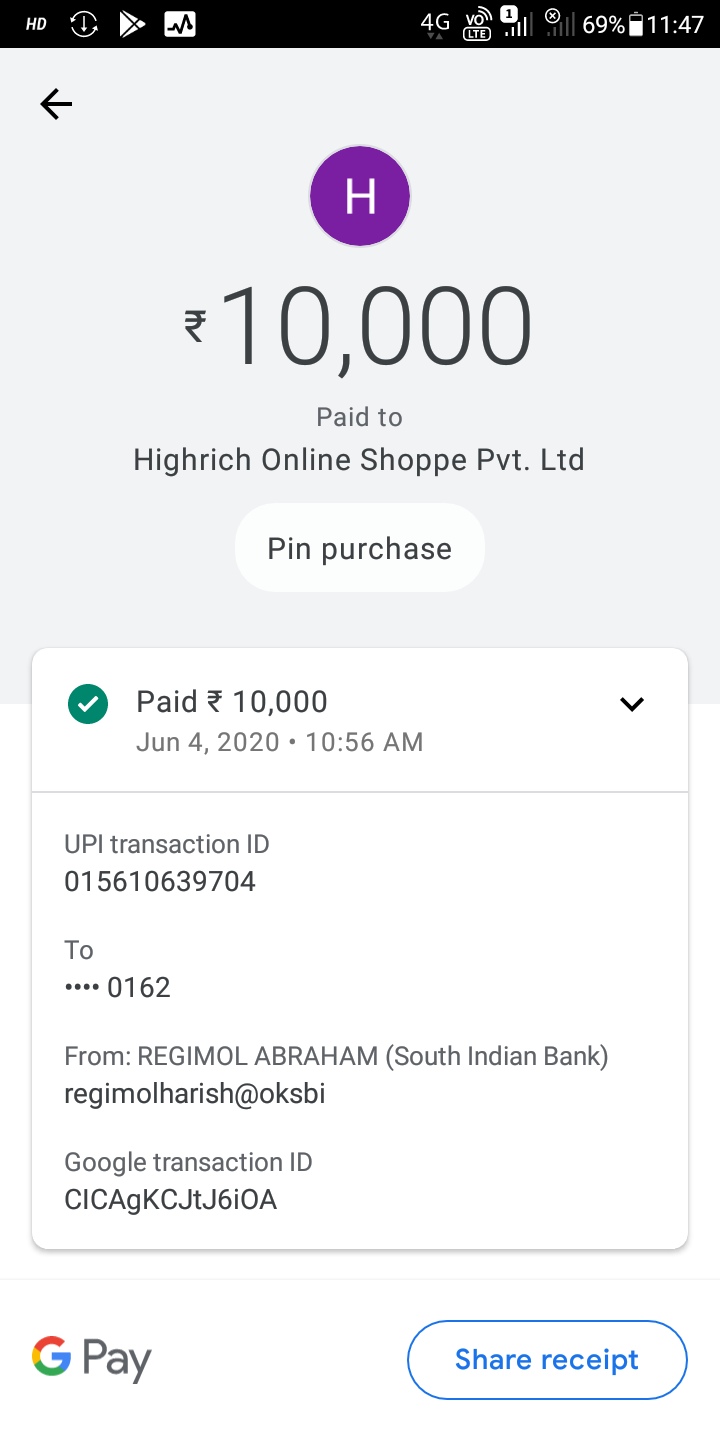 HD
4G VO LTE 1 69% 11:47
H
₹10,000
Paid to
Highrich Online Shoppe Pvt. Ltd
Pin purchase
Paid ₹ 10,000
Jun 4, 2020 • 10:56 AM
UPI transaction ID
015610639704
To
•••• 0162
From: REGIMOL ABRAHAM (South Indian Bank)
regimolharish@oksbi
Google transaction ID
CICAgKCJtJ6iOA
G Pay
Share receipt